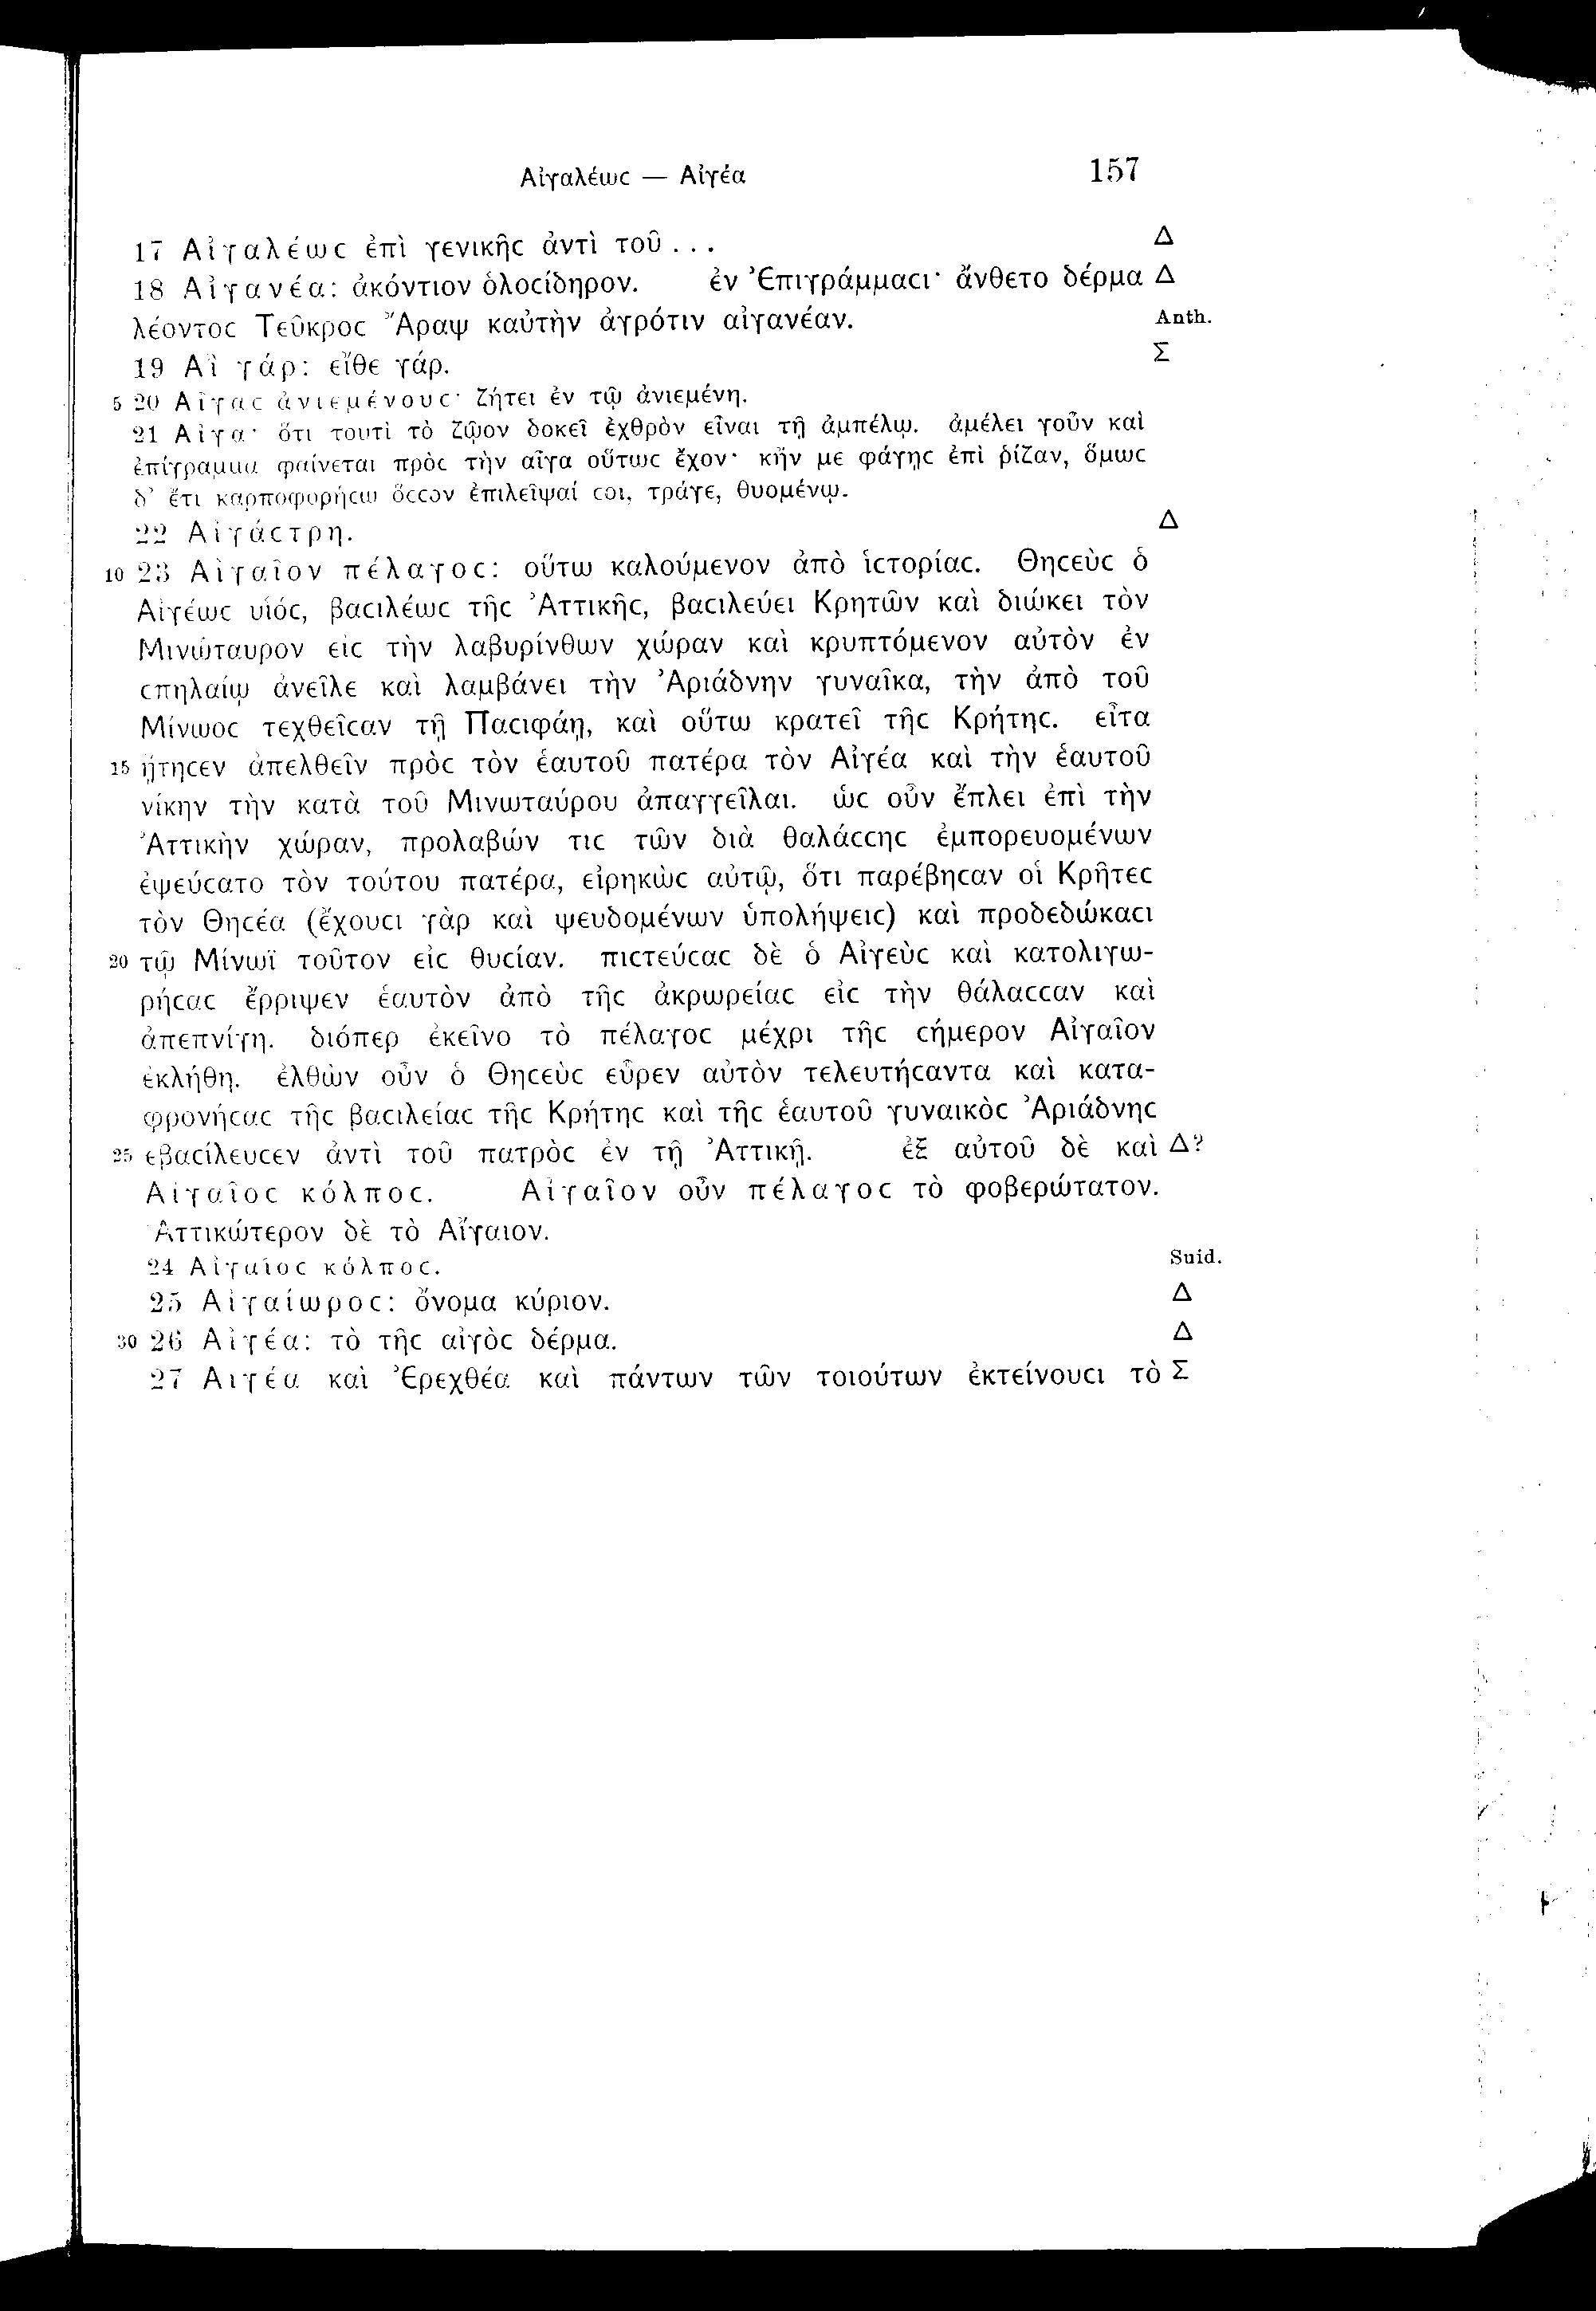 Αἰγαλέωϲ — Αἰγέα 157
17 Αἰγαλέωϲ ἐπὶ γενικῆϲ ἀντὶ τοῦ . . . Δ
18 Αἰγανέα: ἀκόντιον ὁλοϲίδηρον. ἐν Ἐπιγράμμαϲι· ἄνθετο δέρμα Δ
λέοντοϲ Τεῦκροϲ Ἄραψ καὐτὴν ἀγρότιν αἰγανέαν. Anth.
19 Αἲ γάρ: εἴθε γάρ. Σ
5 20 Αἶγαϲ ἀνιεμένουϲ· ζήτει ἐν τῷ ἀνιεμένη.
21 Αἶγα· ὅτι τουτὶ τὸ ζῷον δοκεῖ ἐχθρὸν εἶναι τῇ ἀμπέλῳ. ἀμέλει γοῦν καὶ
ἐπίγραμμα φαίνεται πρὸϲ τὴν αἶγα οὕτωϲ ἔχον· κἤν με φάγῃϲ ἐπὶ ῥίζαν, ὅμωϲ
δ’ ἔτι καρποφορήϲω ὅϲϲον ἐπιλεῖψαί ϲοι, τράγε, θυομένῳ.
22 Αἰγάϲτρη. Δ
10 23 Αἰγαῖον πέλαγοϲ: οὕτω καλούμενον ἀπὸ ἱϲτορίαϲ. Θηϲεὺϲ ὁ
Αἰγέωϲ υἱόϲ, βαϲιλέωϲ τῆϲ Ἀττικῆϲ, βαϲιλεύει Κρητῶν καὶ διώκει τὸν
Μινώταυρον εἰϲ τὴν λαβυρίνθων χώραν καὶ κρυπτόμενον αὐτὸν ἐν
ϲπηλαίῳ ἀνεῖλε καὶ λαμβάνει τὴν Ἀριάδνην γυναῖκα, τὴν ἀπὸ τοῦ
Μίνωοϲ τεχθεῖϲαν τῇ Παϲιφάῃ, καὶ οὕτω κρατεῖ τῆϲ Κρήτηϲ. εἶτα
15 ᾔτηϲεν ἀπελθεῖν πρὸϲ τὸν ἑαυτοῦ πατέρα τὸν Αἰγέα καὶ τὴν ἑαυτοῦ
νίκην τὴν κατὰ τοῦ Μινωταύρου ἀπαγγεῖλαι. ὡϲ οὖν ἔπλει ἐπὶ τὴν
Ἀττικὴν χώραν, προλαβών τιϲ τῶν διὰ θαλάϲϲηϲ ἐμπορευομένων
ἐψεύϲατο τὸν τούτου πατέρα, εἰρηκὼϲ αὐτῷ, ὅτι παρέβηϲαν οἱ Κρῆτεϲ
τὸν Θηϲέα (ἔχουϲι γὰρ καὶ ψευδομένων ὑπολήψειϲ) καὶ προδεδώκαϲι
20 τῷ Μίνωϊ τοῦτον εἰϲ θυϲίαν. πιϲτεύϲαϲ δὲ ὁ Αἰγεὺϲ καὶ κατολιγω-
ρήϲαϲ ἔρριψεν ἑαυτὸν ἀπὸ τῆϲ ἀκρωρείαϲ εἰϲ τὴν θάλαϲϲαν καὶ
ἀπεπνίγη. διόπερ ἐκεῖνο τὸ πέλαγοϲ μέχρι τῆϲ ϲήμερον Αἰγαῖον
ἐκλήθη. ἐλθὼν οὖν ὁ Θηϲεὺϲ εὗρεν αὐτὸν τελευτήϲαντα καὶ κατα-
φρονήϲαϲ τῆϲ βαϲιλείαϲ τῆϲ Κρήτηϲ καὶ τῆϲ ἑαυτοῦ γυναικὸϲ Ἀριάδνηϲ
25 ἐβαϲίλευϲεν ἀντὶ τοῦ πατρὸϲ ἐν τῇ Ἀττικῇ. ἐξ αὐτοῦ δὲ καὶ Δ?
Αἰγαῖοϲ κόλποϲ. Αἰγαῖον οὖν πέλαγοϲ τὸ φοβερώτατον.
Ἀττικώτερον δὲ τὸ Αἴγαιον.
24 Αἰγαῖοϲ κόλποϲ. Suid.
25 Αἰγαίωροϲ: ὄνομα κύριον. Δ
30 26 Αἰγέα: τὸ τῆϲ αἰγὸϲ δέρμα. Δ
27 Αἰγέα καὶ Ἐρεχθέα καὶ πάντων τῶν τοιούτων ἐκτείνουϲι τὸ Σ